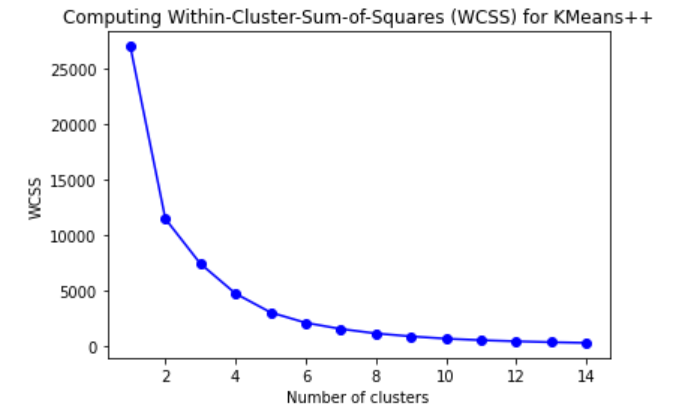 Computing Within-Cluster-Sum-of-Squares (WCSS) for KMeans++
25000
20000
15000
10000
5000
0
WCSS
2 4 6 8 10 12 14
Number of clusters